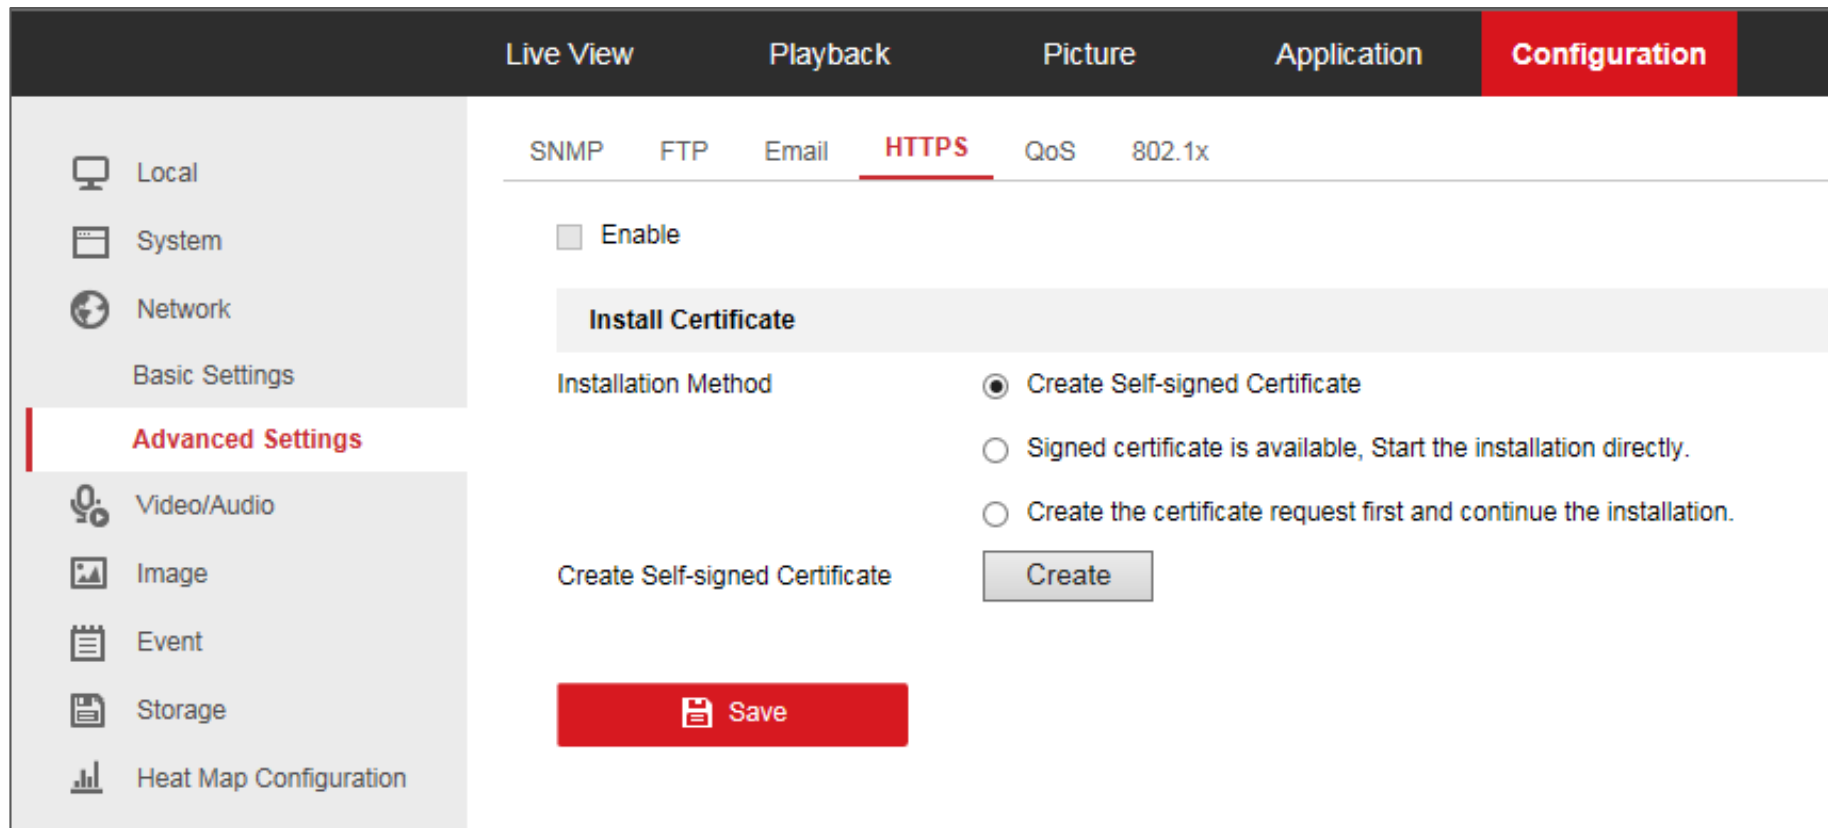 Live View Playback Picture Application Configuration
SNMP FTP Email HTTPS QoS 802.1x
Local
System
Network
Basic Settings
Advanced Settings
Video/Audio
Image
Event
Storage
Heat Map Configuration
Enable
Install Certificate
Installation Method
Create Self-signed Certificate
Signed certificate is available, Start the installation directly.
Create the certificate request first and continue the installation.
Create Self-signed Certificate Create
Save